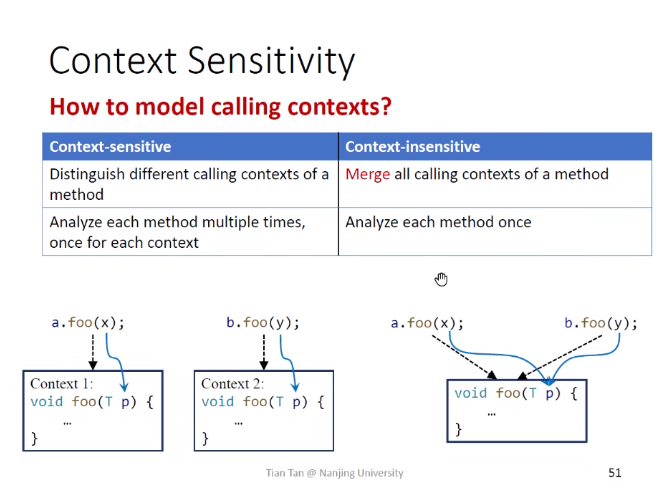 Context Sensitivity
How to model calling contexts?
Context-sensitive
Context-insensitive
Distinguish different calling contexts of a
method
Merge all calling contexts of a method
Analyze each method multiple times,
once for each context
Analyze each method once
a.foo(x);
b.foo(y);
a.foo(x);
b.foo(y);
Context 1:
void foo(T p) {
…
}
Context 2:
void foo(T p) {
…
}
void foo(T p) {
…
}
Tian Tan @ Nanjing University
51